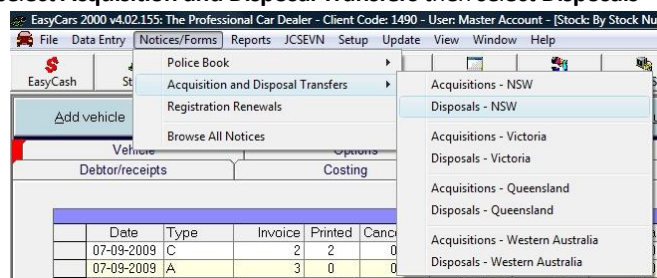 select Acquisition and Disposal Transfers then select Disposals
EasyCars 2000 v4.02.155: The Professional Car Dealer - Client Code: 1490 - User: Master Account - [Stock: By Stock Nu
File Data Entry Notices/Forms Reports JCSEVN Setup Update View Window Help
EasyCash St
Police Book
Acquisition and Disposal Transfers
Registration Renewals
Browse All Notices
Acquisitions - NSW
Disposals - NSW
Acquisitions - Victoria
Disposals - Victoria
Acquisitions - Queensland
Disposals - Queensland
Acquisitions - Western Australia
Disposals - Western Australia
Add vehicle
Vehicle Options
Debtor/receipts Costing
Date Type Invoice Printed Cance
07-09-2009 C 2 2 0
07-09-2009 A 3 0 0